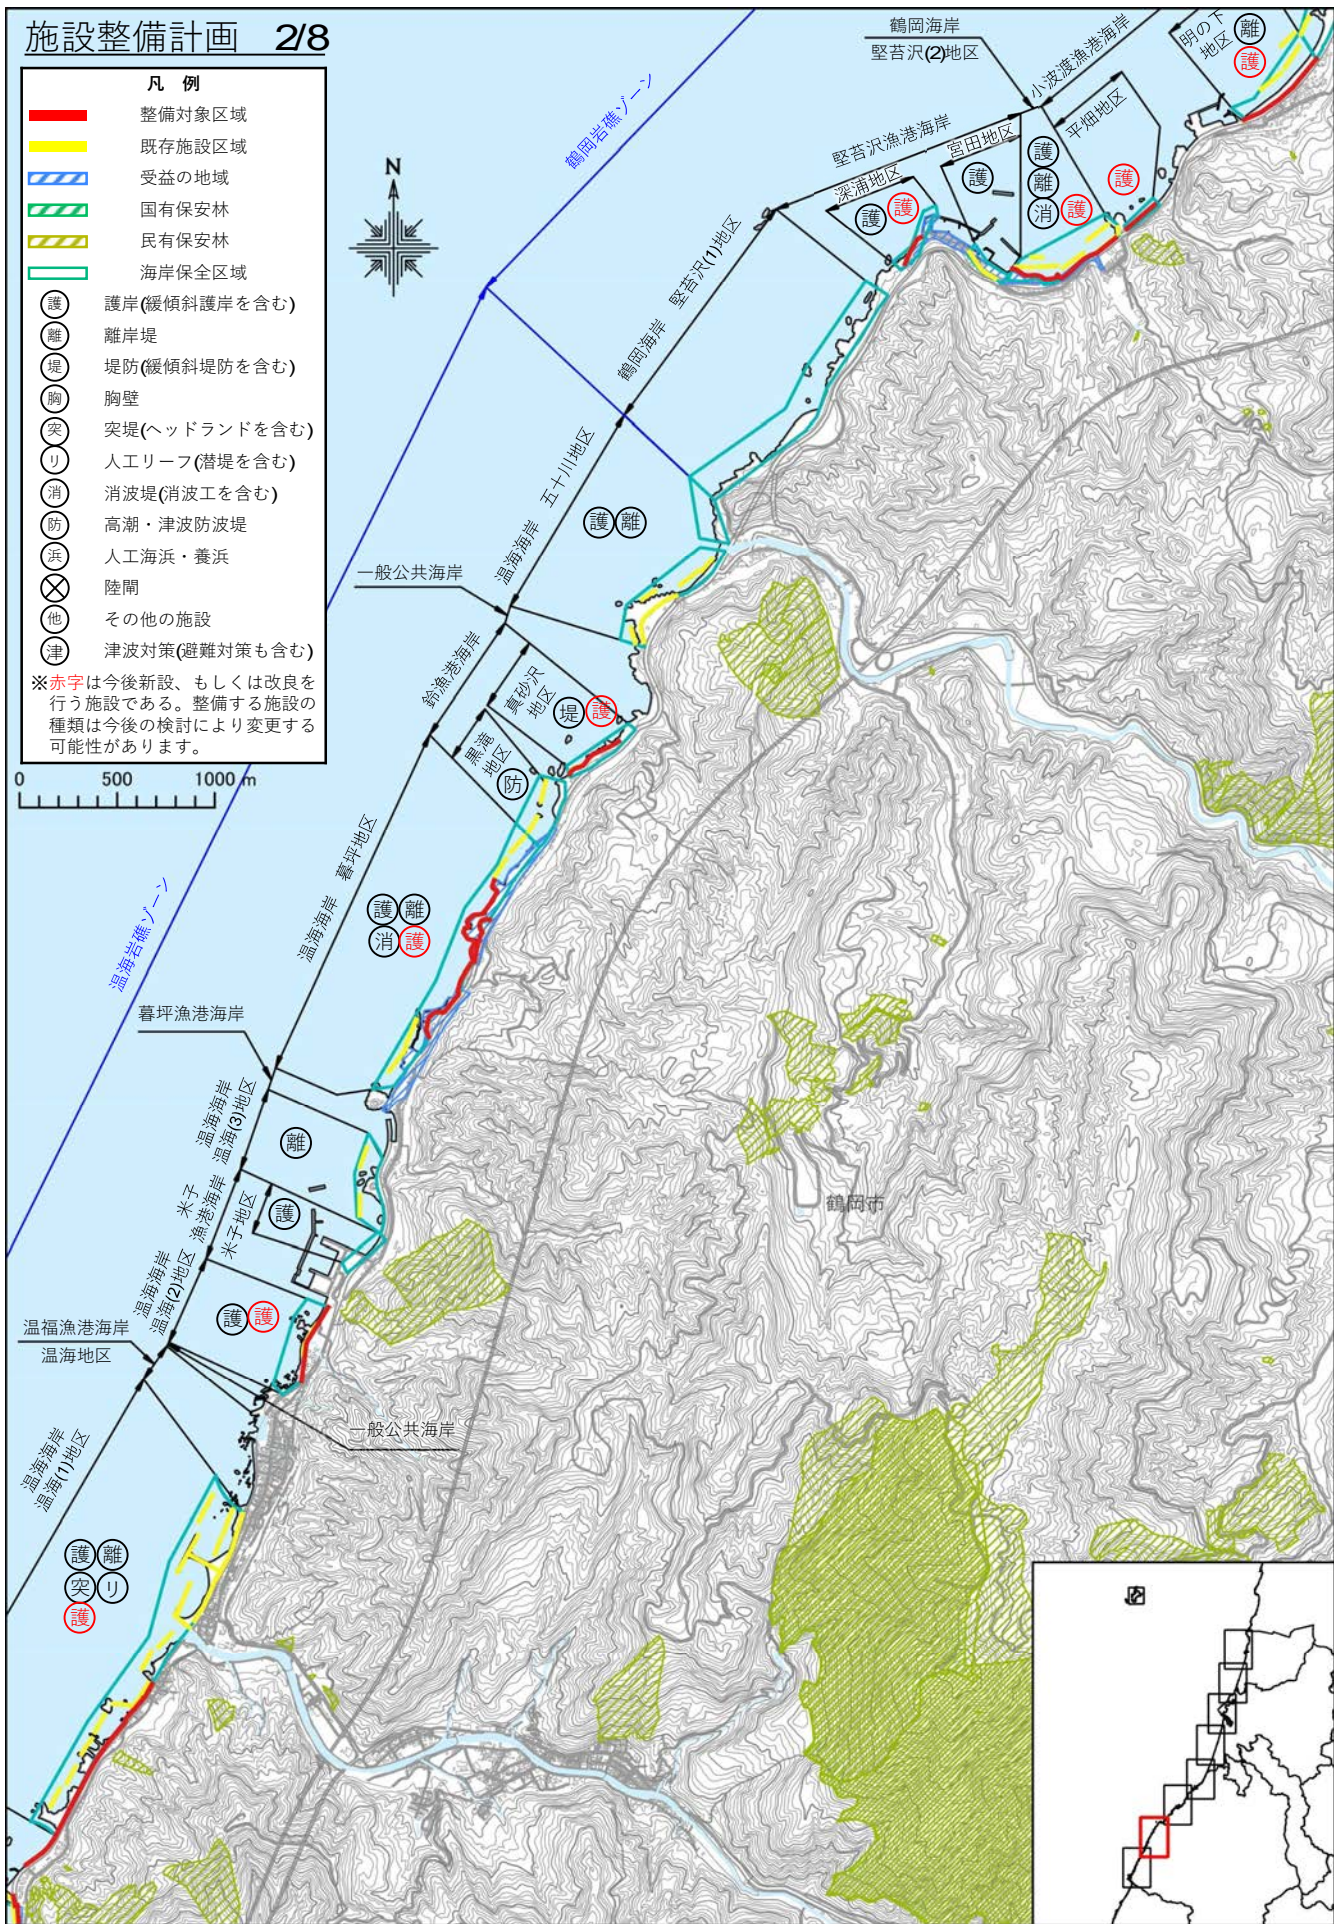 施設整備計画 2/8
凡 例
整備対象区域
既存施設区域
受益の地域
国有保安林
民有保安林
海岸保全区域
護 護岸(緩傾斜護岸を含む)
離 離岸堤
堤 堤防(緩傾斜堤防を含む)
胸 胸壁
突 突堤(ヘッドランドを含む)
リ 人工リーフ(潜堤を含む)
消 消波堤(消波工を含む)
防 高潮・津波防波堤
浜 人工海浜・養浜
陸閘
他 その他の施設
津 津波対策(避難対策も含む)
※赤字は今後新設、もしくは改良を
行う施設である。整備する施設の
種類は今後の検討により変更する
可能性があります。
0 500 1000 m
N
鶴岡岩礁ゾーン
鶴岡海岸
堅苔沢(2)地区
小波渡漁港海岸
明の下
地区
離
護
平畑地区
護
堅苔沢漁港海岸
宮田地区
護
護
離
消
護
深浦地区
護
護
鶴岡海岸 堅苔沢(1)地区
温海海岸 五十川地区
護
離
一般公共海岸
鈴漁港海岸
真砂沢
地区
堤
護
黒滝
地区
防
温海海岸 暮坪地区
護
離
消
護
温海岩礁ゾーン
暮坪漁港海岸
温海海岸
温海(3)地区
離
米子
漁港海岸
米子地区
護
温海海岸
温海(2)地区
護
護
温福漁港海岸
温海地区
一般公共海岸
温海海岸
温海(1)地区
護
離
突
リ
護
鶴岡市